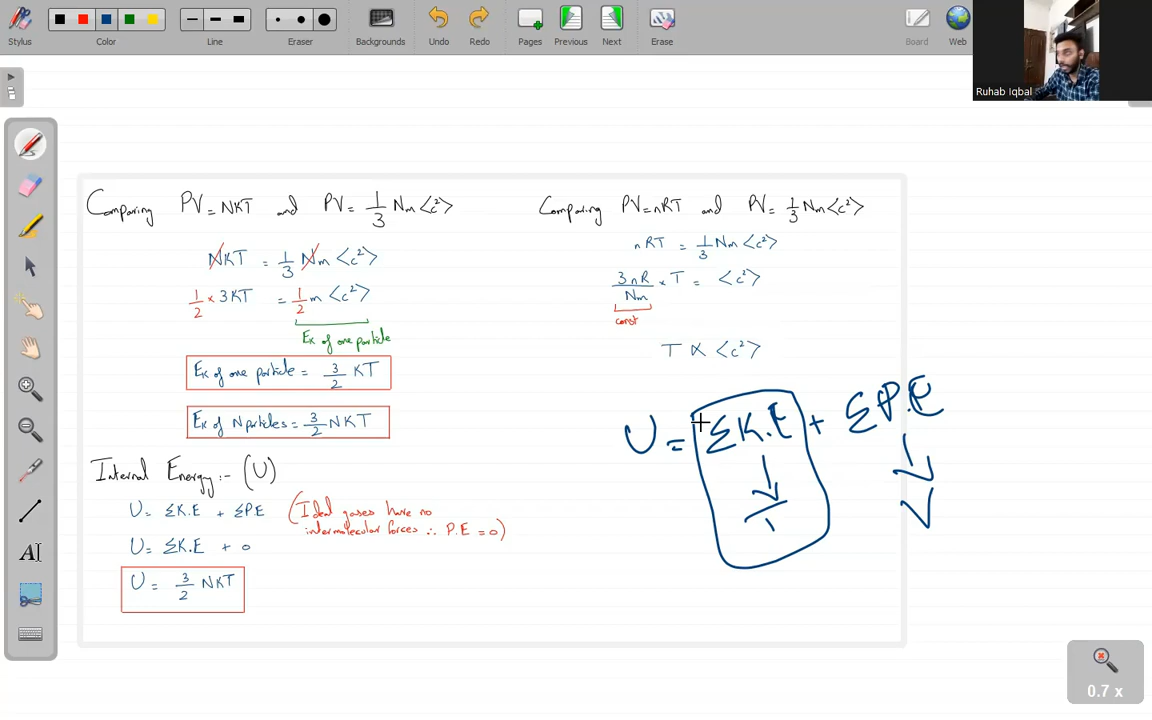 Stylus
Color
Line
Eraser
Backgrounds
Undo
Redo
Pages
Previous
Next
Erase
Board
Web
Ruhab Iqbal
Comparing PV=NKT and PV= 1/3 Nm<c²>
NKT = 1/3 Nm<c²>
1/2 × 3KT = 1/2 m<c²>
Eₖ of one particle
Eₖ of one particle = 3/2 KT
Eₖ of N particles = 3/2 NKT
Internal Energy :- (U)
U= ΣK.E + ΣP.E (Ideal gases have no
intermolecular forces ∴ P.E = 0)
U= ΣK.E + 0
U= 3/2 NKT
Comparing PV=nRT and PV= 1/3 Nm<c²>
nRT = 1/3 Nm<c²>
3nR/Nm × T = <c²>
const
T ∝ <c²>
U = ΣK.E + ΣP.E
↓ ↓
T V
0.7 x